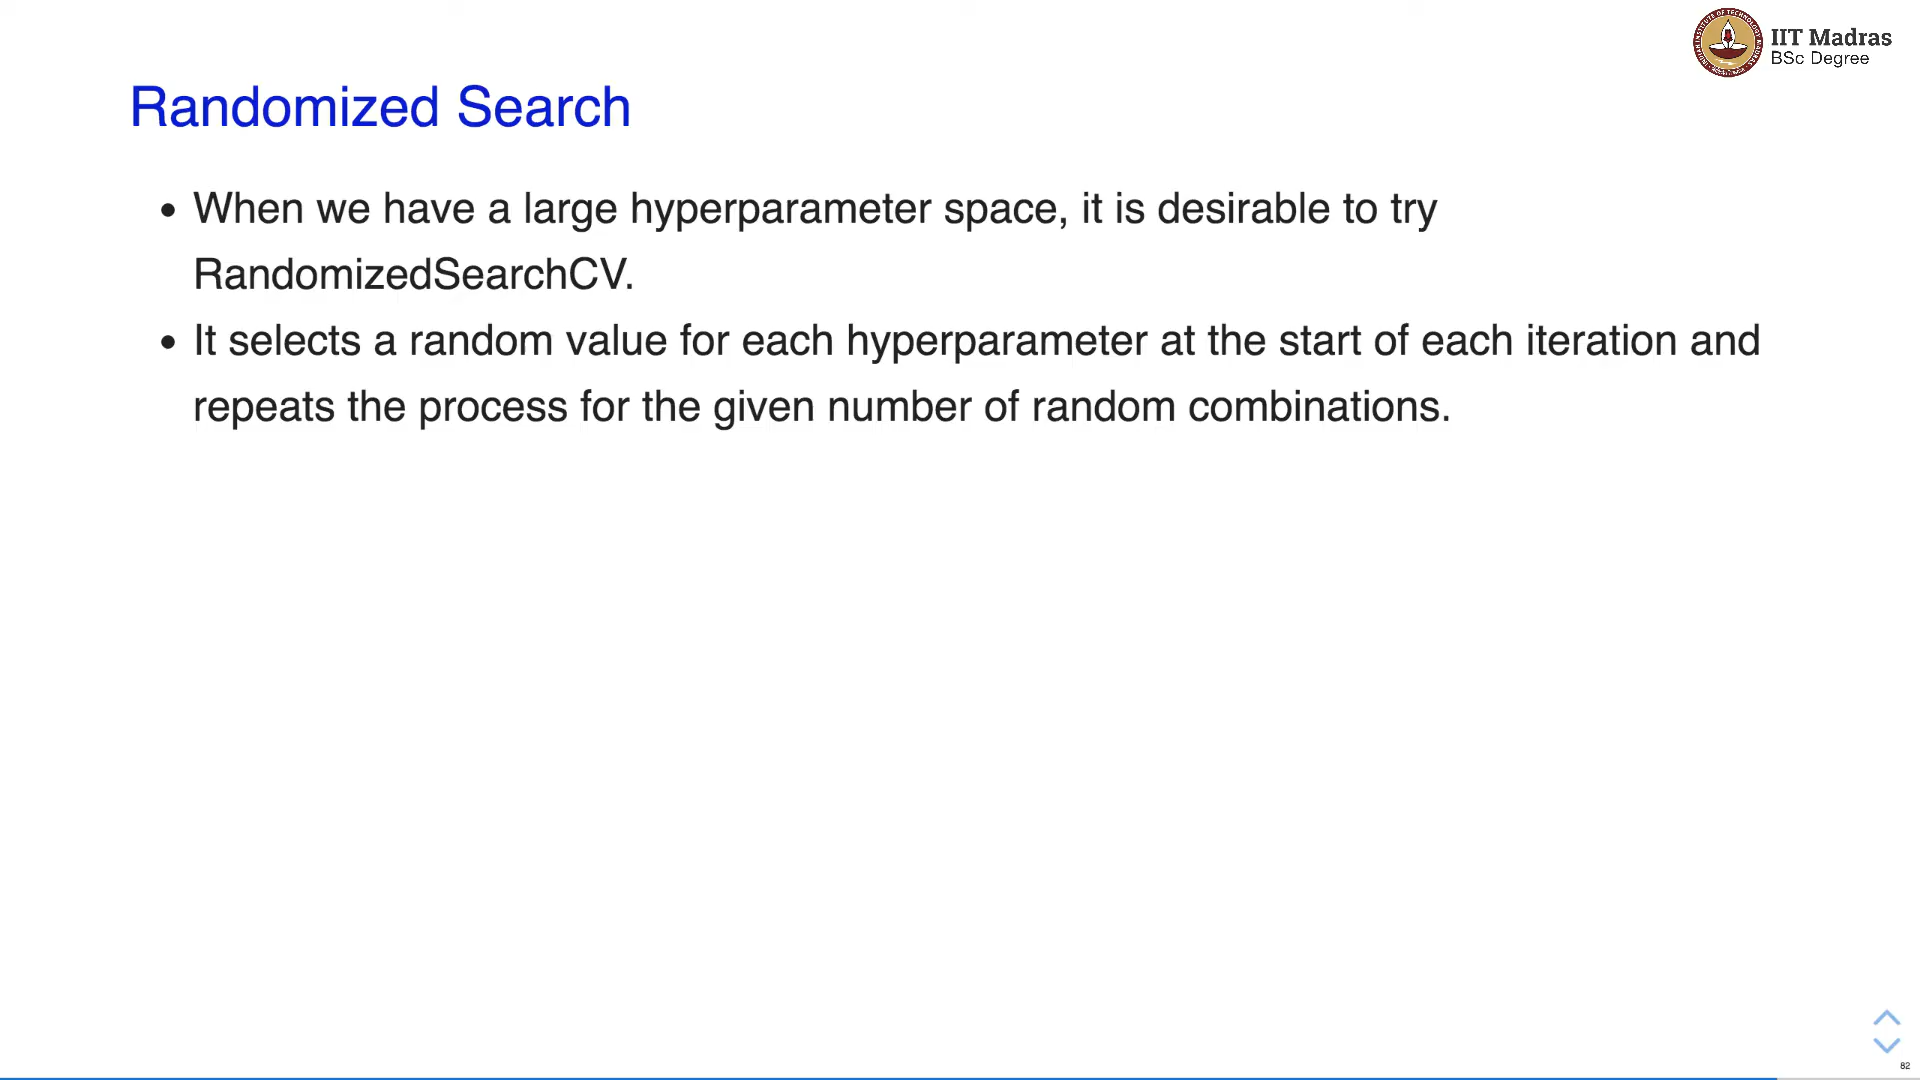 IIT Madras
BSc Degree
Randomized Search
• When we have a large hyperparameter space, it is desirable to try
RandomizedSearchCV.
• It selects a random value for each hyperparameter at the start of each iteration and
repeats the process for the given number of random combinations.
82